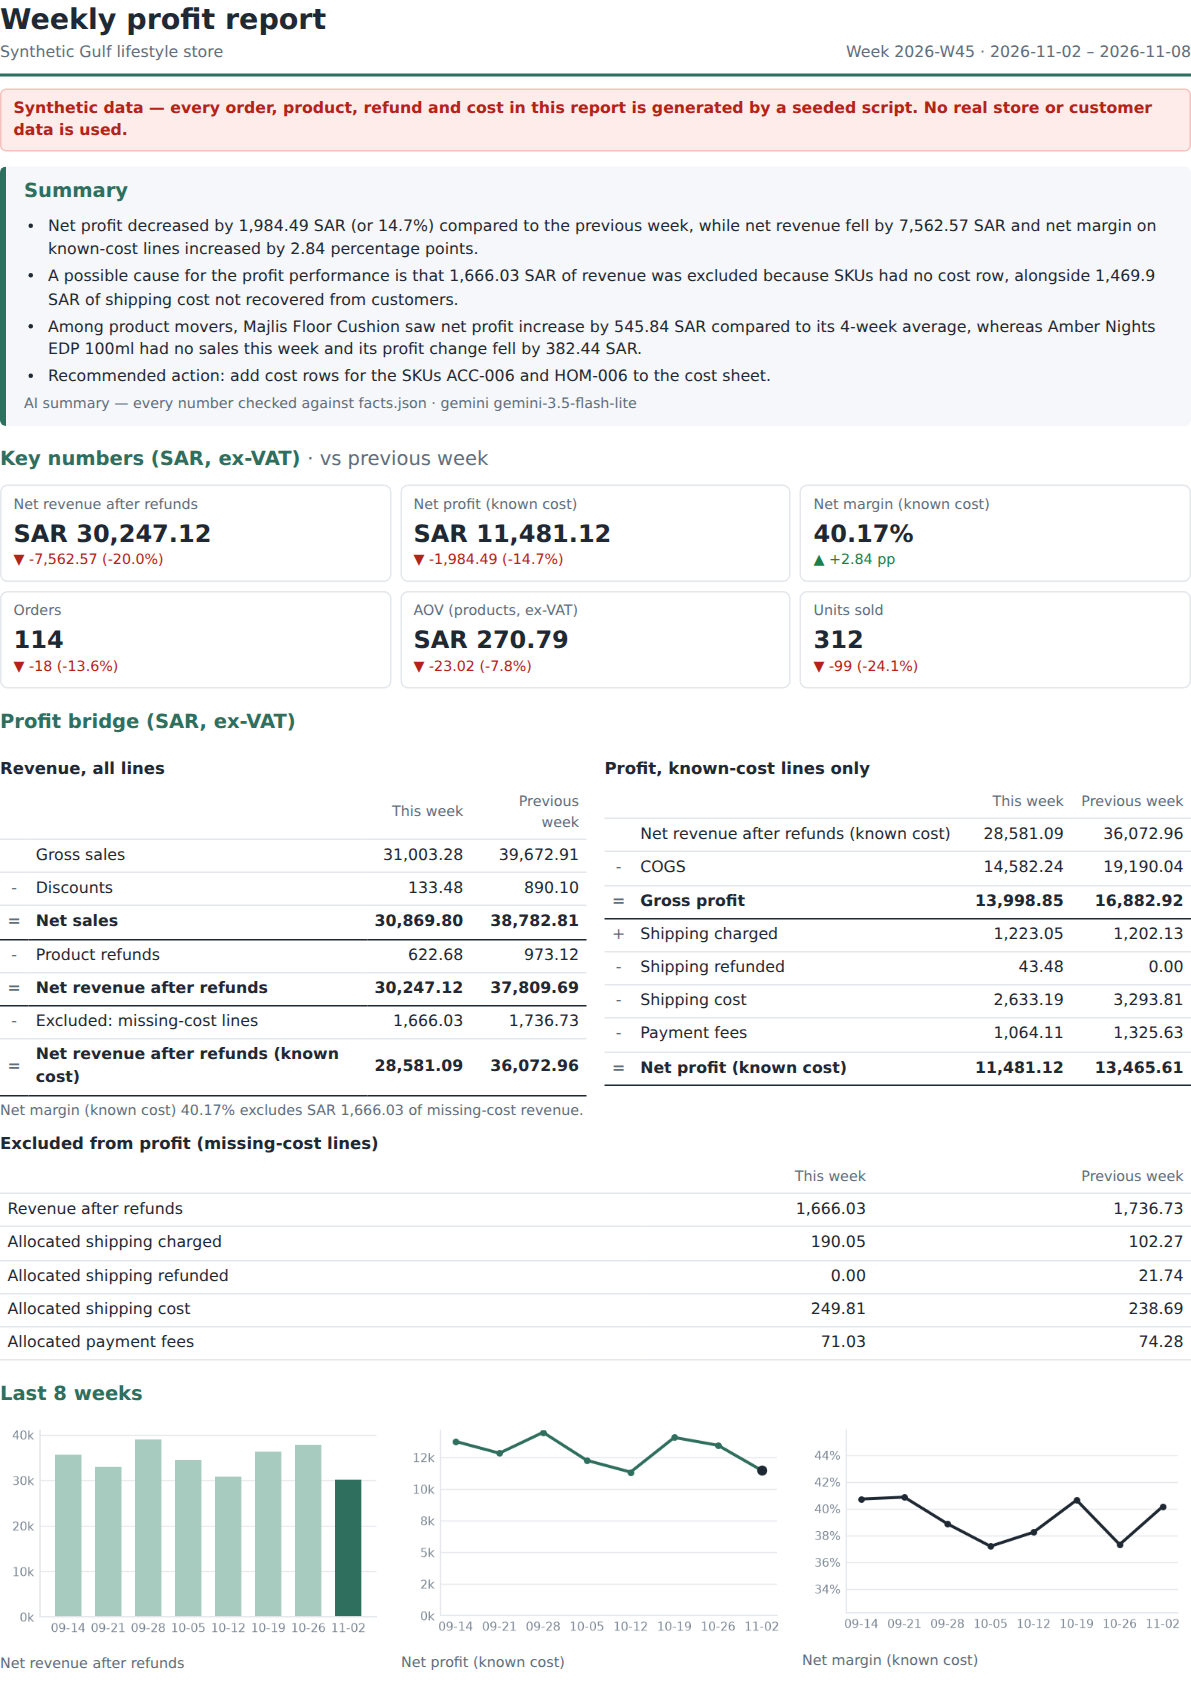 Weekly profit report
Synthetic Gulf lifestyle store
Week 2026-W45 · 2026-11-02 – 2026-11-08
Synthetic data — every order, product, refund and cost in this report is generated by a seeded script. No real store or customer
data is used.
Summary
• Net profit decreased by 1,984.49 SAR (or 14.7%) compared to the previous week, while net revenue fell by 7,562.57 SAR and net margin on
known-cost lines increased by 2.84 percentage points.
• A possible cause for the profit performance is that 1,666.03 SAR of revenue was excluded because SKUs had no cost row, alongside 1,469.9
SAR of shipping cost not recovered from customers.
• Among product movers, Majlis Floor Cushion saw net profit increase by 545.84 SAR compared to its 4-week average, whereas Amber Nights
EDP 100ml had no sales this week and its profit change fell by 382.44 SAR.
• Recommended action: add cost rows for the SKUs ACC-006 and HOM-006 to the cost sheet.
AI summary — every number checked against facts.json · gemini gemini-3.5-flash-lite
Key numbers (SAR, ex-VAT) · vs previous week
Net revenue after refunds
SAR 30,247.12
▼ -7,562.57 (-20.0%)
Net profit (known cost)
SAR 11,481.12
▼ -1,984.49 (-14.7%)
Net margin (known cost)
40.17%
▲ +2.84 pp
Orders
114
▼ -18 (-13.6%)
AOV (products, ex-VAT)
SAR 270.79
▼ -23.02 (-7.8%)
Units sold
312
▼ -99 (-24.1%)
Profit bridge (SAR, ex-VAT)
Revenue, all lines
This week Previous
week
Gross sales 31,003.28 39,672.91
- Discounts 133.48 890.10
= Net sales 30,869.80 38,782.81
- Product refunds 622.68 973.12
= Net revenue after refunds 30,247.12 37,809.69
- Excluded: missing-cost lines 1,666.03 1,736.73
= Net revenue after refunds (known
cost) 28,581.09 36,072.96
Net margin (known cost) 40.17% excludes SAR 1,666.03 of missing-cost revenue.
Profit, known-cost lines only
This week Previous week
Net revenue after refunds (known cost) 28,581.09 36,072.96
- COGS 14,582.24 19,190.04
= Gross profit 13,998.85 16,882.92
+ Shipping charged 1,223.05 1,202.13
- Shipping refunded 43.48 0.00
- Shipping cost 2,633.19 3,293.81
- Payment fees 1,064.11 1,325.63
= Net profit (known cost) 11,481.12 13,465.61
Excluded from profit (missing-cost lines)
This week Previous week
Revenue after refunds 1,666.03 1,736.73
Allocated shipping charged 190.05 102.27
Allocated shipping refunded 0.00 21.74
Allocated shipping cost 249.81 238.69
Allocated payment fees 71.03 74.28
Last 8 weeks
40k
30k
20k
10k
0k
09-14 09-21 09-28 10-05 10-12 10-19 10-26 11-02
Net revenue after refunds
12k
10k
8k
5k
2k
0k
09-14 09-21 09-28 10-05 10-12 10-19 10-26 11-02
Net profit (known cost)
44%
42%
40%
38%
36%
34%
09-14 09-21 09-28 10-05 10-12 10-19 10-26 11-02
Net margin (known cost)